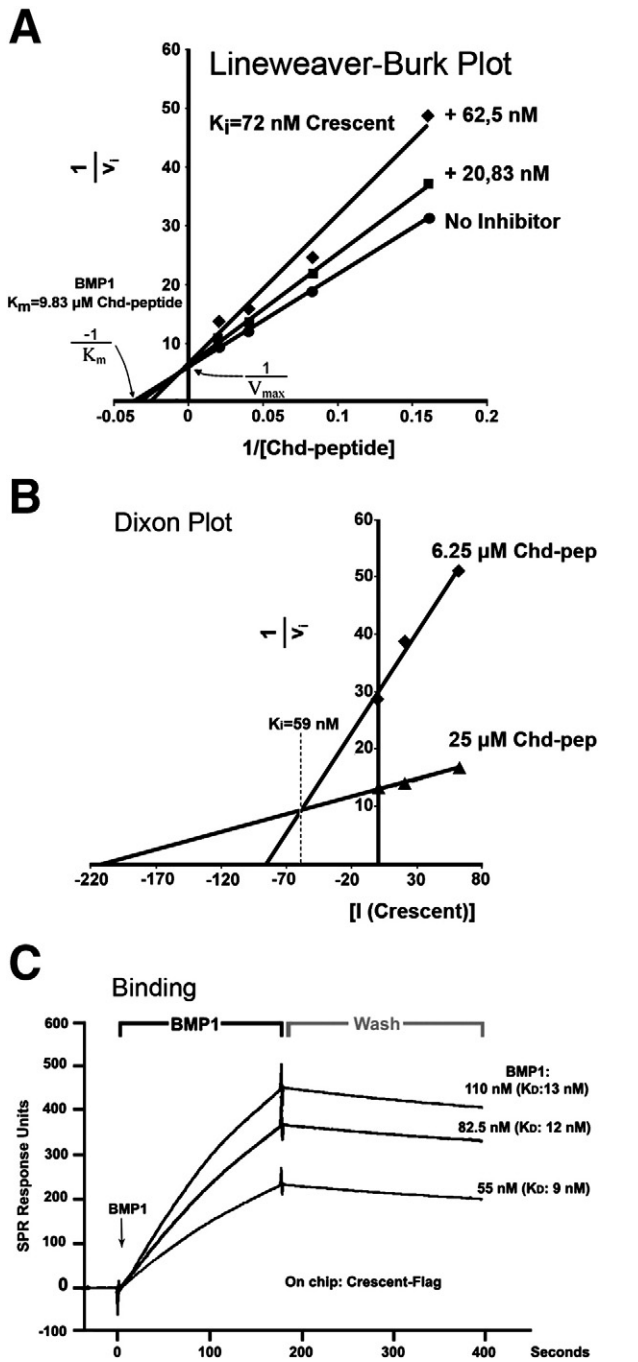 A
Lineweaver-Burk Plot
Ki=72 nM Crescent
60
50
40
30
20
10
1
vi
+ 62,5 nM
+ 20,83 nM
No Inhibitor
BMP1
Km=9.83 µM Chd-peptide
-1
Km
1
Vmax
-0.05 0 0.05 0.1 0.15 0.2
1/[Chd-peptide]
B
Dixon Plot
60
50
40
30
20
10
1
vi
6.25 µM Chd-pep
Ki=59 nM
25 µM Chd-pep
-220 -170 -120 -70 -20 30 80
[I (Crescent)]
C
Binding
600
500
400
300
200
100
0
-100
SPR Response Units
BMP1
Wash
BMP1:
110 nM (KD:13 nM)
82.5 nM (KD: 12 nM)
55 nM (KD: 9 nM)
BMP1
On chip: Crescent-Flag
0 100 200 300 400 Seconds